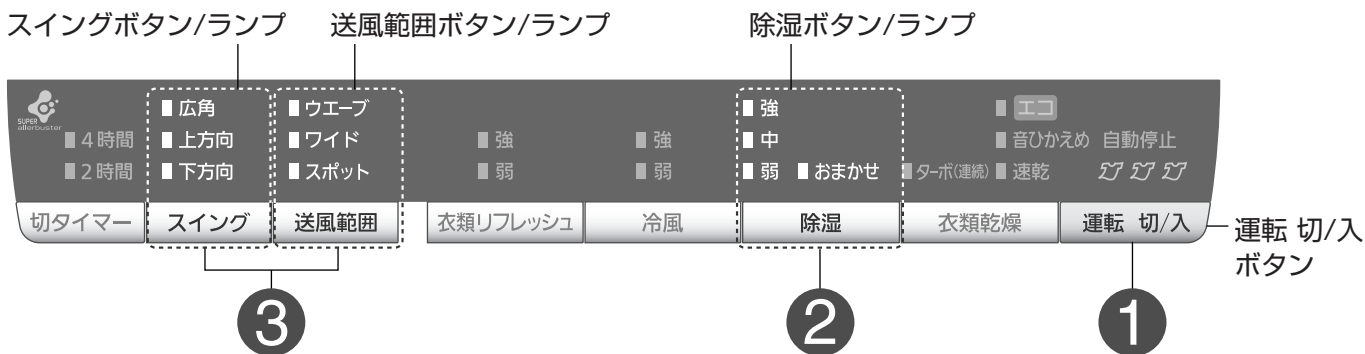 スイングボタン/ランプ 送風範囲ボタン/ランプ 除湿ボタン/ランプ
SUPER
allerbuster
4時間
2時間
切タイマー
広角
上方向
下方向
スイング
ウエーブ
ワイド
スポット
送風範囲
強
弱
衣類リフレッシュ
強
弱
冷風
強
中
弱 おまかせ
除湿
エコ
音ひかえめ 自動停止
ターボ(連続) 速乾
衣類乾燥
運転 切/入
運転 切/入
ボタン
3
2
1